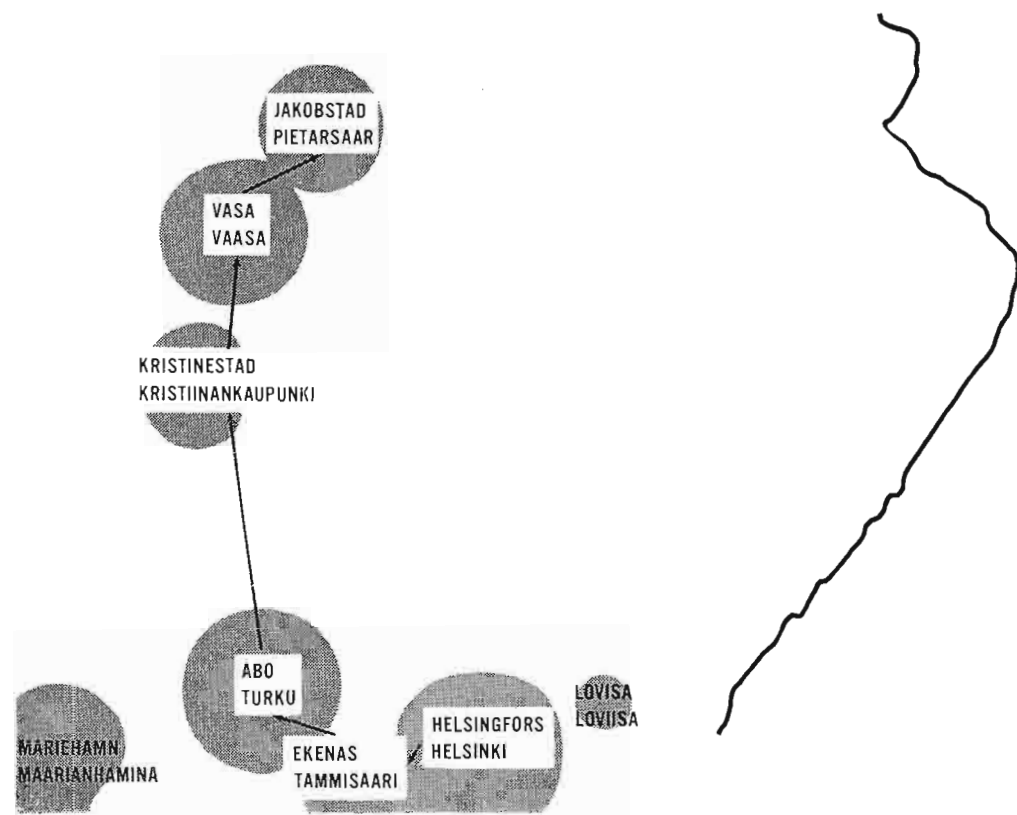 JAKOBSTAD
PIETARSAAR
VASA
VAASA
KRISTINESTAD
KRISTIINANKAUPUNKI
ABO
TURKU
LOVISA
LOVIISA
HELSINGFORS
HELSINKI
EKENAS
TAMMISAARI
MARIEHAMN
MAARIANHAMINA